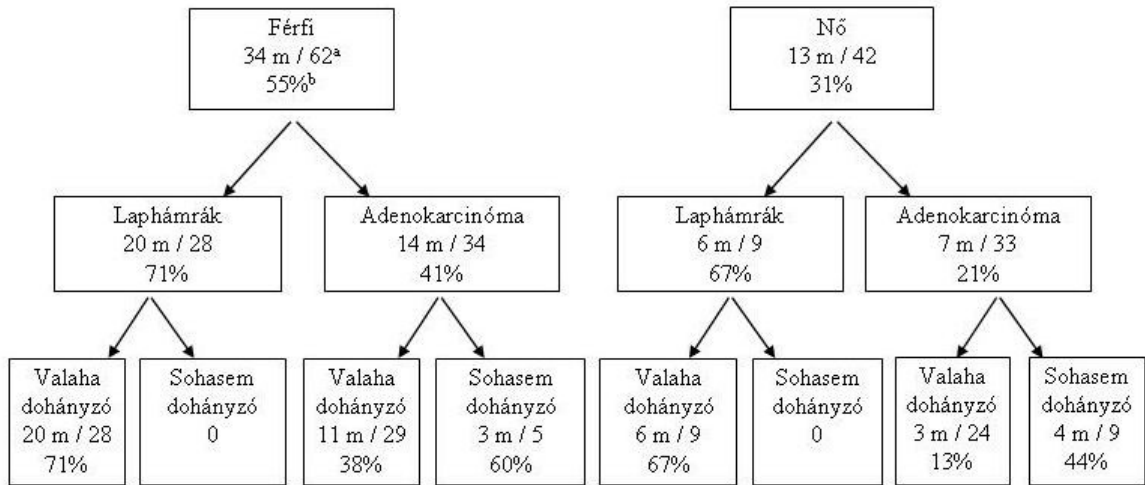 Férfi
34 m / 62ᵃ
55%ᵇ
Nő
13 m / 42
31%
Laphámrák
20 m / 28
71%
Adenokarcinóma
14 m / 34
41%
Laphámrák
6 m / 9
67%
Adenokarcinóma
7 m / 33
21%
Valaha
dohányzó
20 m / 28
71%
Sohasem
dohányzó
0
Valaha
dohányzó
11 m / 29
38%
Sohasem
dohányzó
3 m / 5
60%
Valaha
dohányzó
6 m / 9
67%
Sohasem
dohányzó
0
Valaha
dohányzó
3 m / 24
13%
Sohasem
dohányzó
4 m / 9
44%